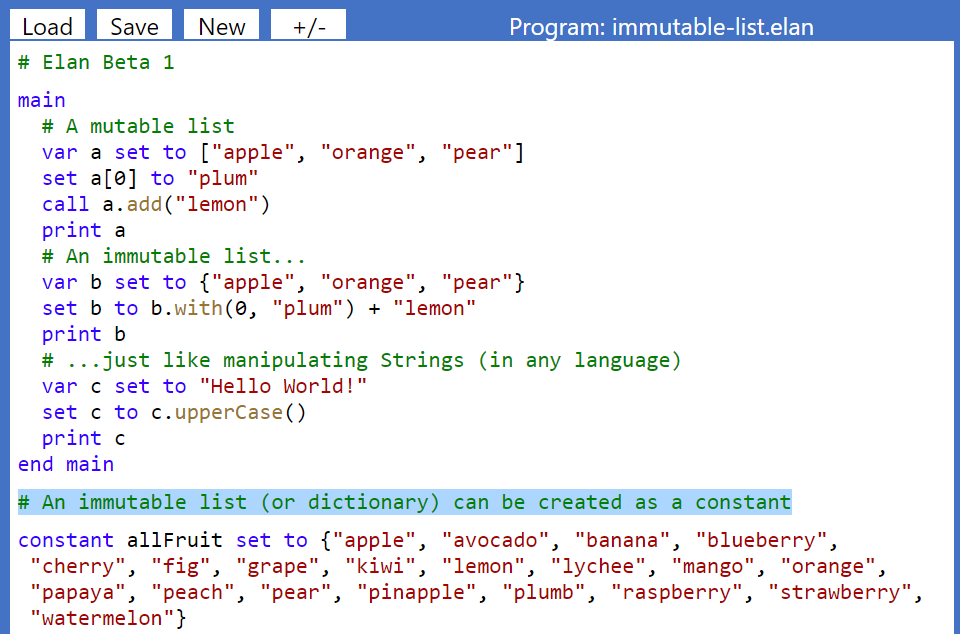 Load Save New +/- Program: immutable-list.elan
# Elan Beta 1
main
# A mutable list
var a set to ["apple", "orange", "pear"]
set a[0] to "plum"
call a.add("lemon")
print a
# An immutable list...
var b set to {"apple", "orange", "pear"}
set b to b.with(0, "plum") + "lemon"
print b
# ...just like manipulating Strings (in any language)
var c set to "Hello World!"
set c to c.upperCase()
print c
end main
# An immutable list (or dictionary) can be created as a constant
constant allFruit set to {"apple", "avocado", "banana", "blueberry",
"cherry", "fig", "grape", "kiwi", "lemon", "lychee", "mango", "orange",
"papaya", "peach", "pear", "pinapple", "plumb", "raspberry", "strawberry",
"watermelon"}